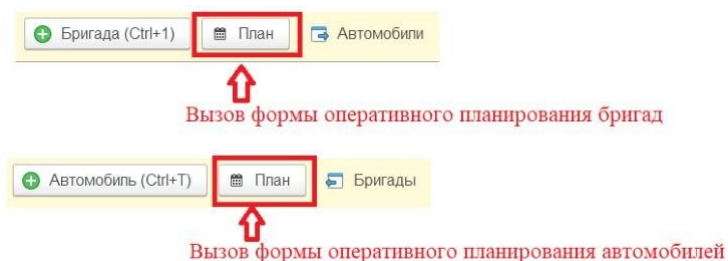 Бригада (Ctrl+1) План Автомобили
Вызов формы оперативного планирования бригад
Автомобиль (Ctrl+T) План Бригады
Вызов формы оперативного планирования автомобилей